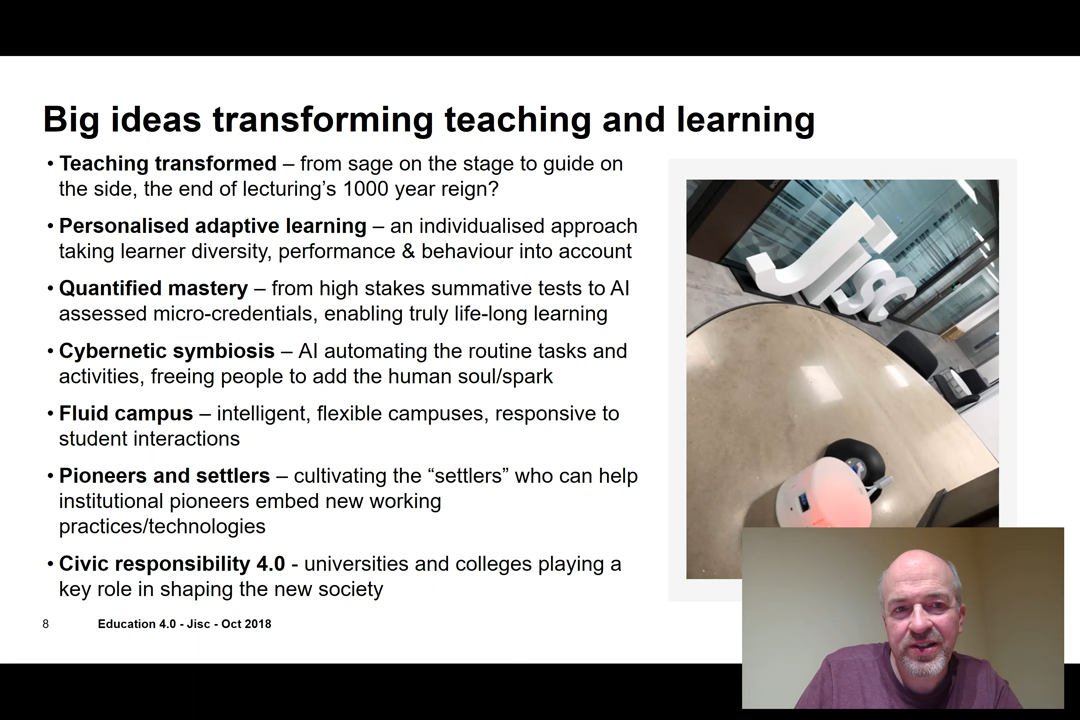 Big ideas transforming teaching and learning
• Teaching transformed – from sage on the stage to guide on
the side, the end of lecturing’s 1000 year reign?
• Personalised adaptive learning – an individualised approach
taking learner diversity, performance & behaviour into account
• Quantified mastery – from high stakes summative tests to AI
assessed micro-credentials, enabling truly life-long learning
• Cybernetic symbiosis – AI automating the routine tasks and
activities, freeing people to add the human soul/spark
• Fluid campus – intelligent, flexible campuses, responsive to
student interactions
• Pioneers and settlers – cultivating the “settlers” who can help
institutional pioneers embed new working
practices/technologies
• Civic responsibility 4.0 - universities and colleges playing a
key role in shaping the new society
8 Education 4.0 - Jisc - Oct 2018
Jisc